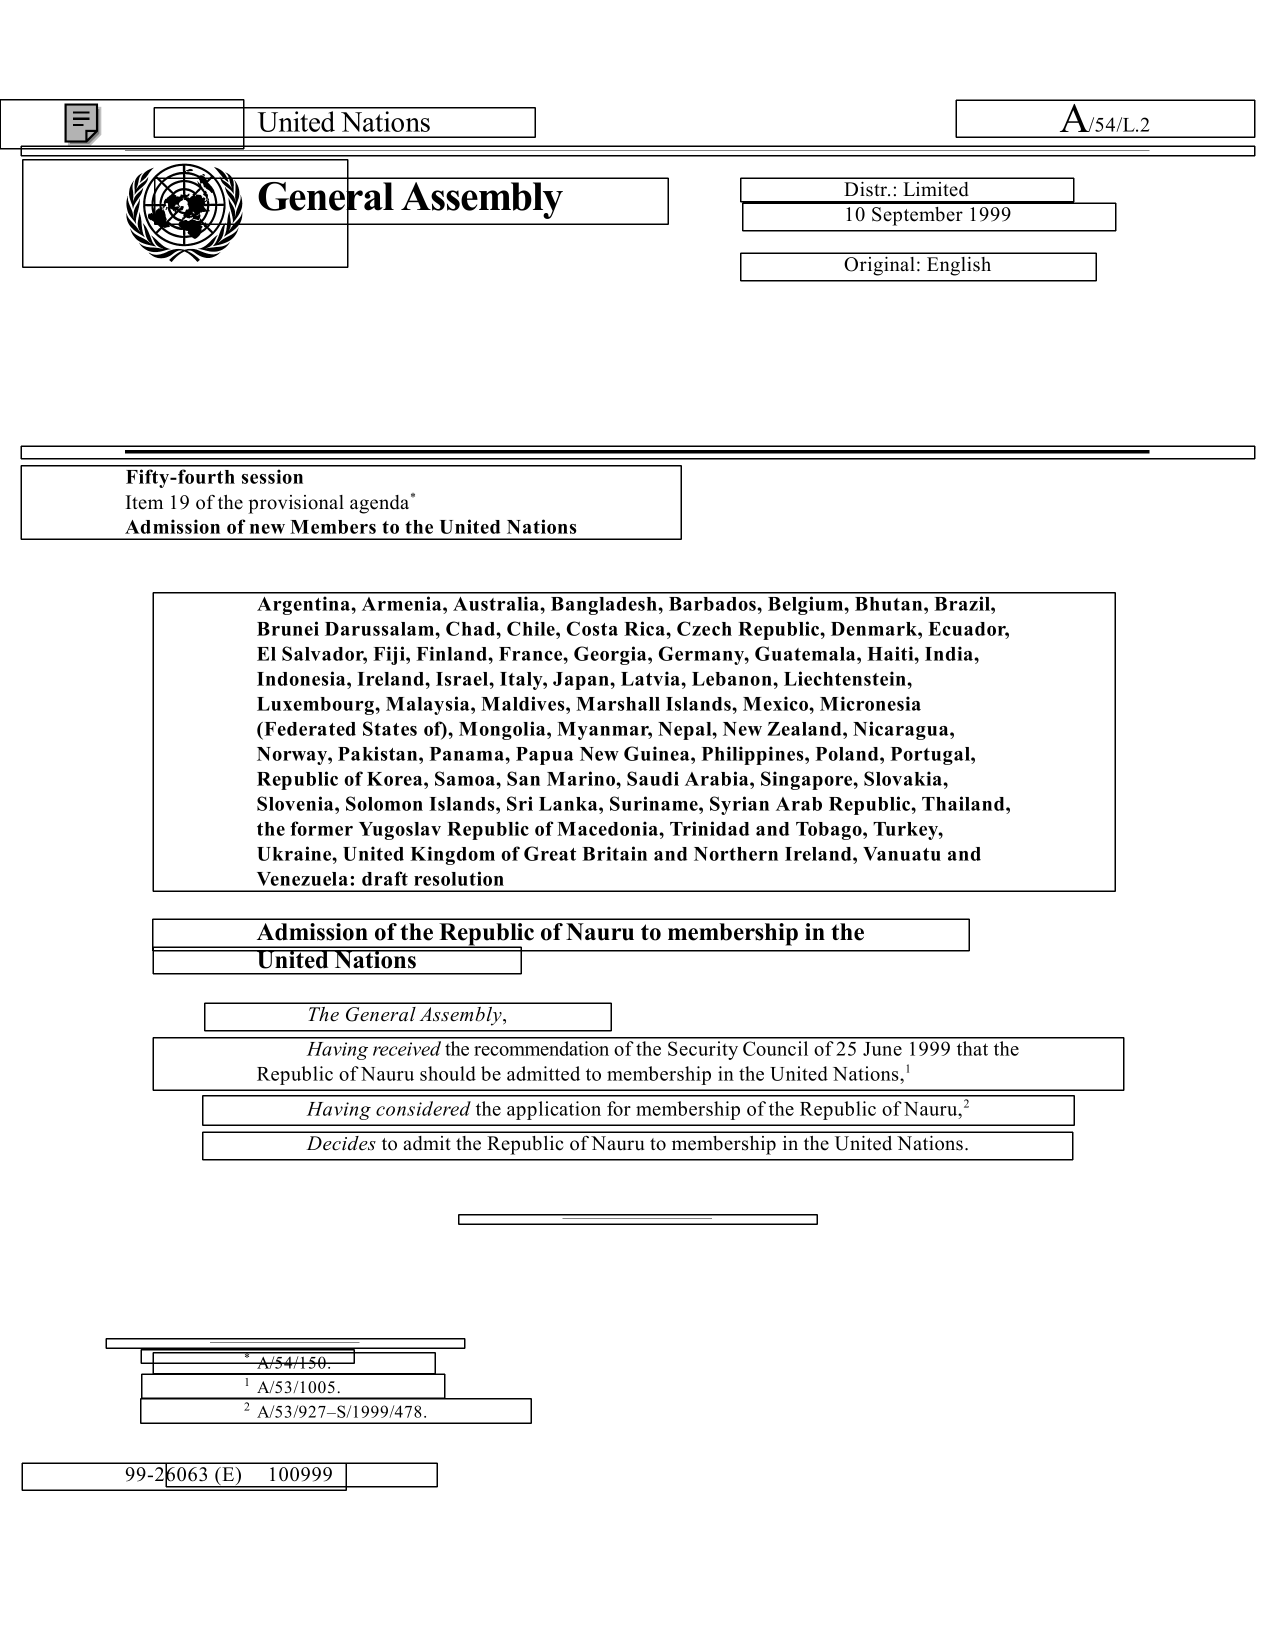 United Nations
A/54/L.2
General Assembly
Distr.: Limited
10 September 1999
Original: English
Fifty-fourth session
Item 19 of the provisional agenda*
Admission of new Members to the United Nations
Argentina, Armenia, Australia, Bangladesh, Barbados, Belgium, Bhutan, Brazil,
Brunei Darussalam, Chad, Chile, Costa Rica, Czech Republic, Denmark, Ecuador,
El Salvador, Fiji, Finland, France, Georgia, Germany, Guatemala, Haiti, India,
Indonesia, Ireland, Israel, Italy, Japan, Latvia, Lebanon, Liechtenstein,
Luxembourg, Malaysia, Maldives, Marshall Islands, Mexico, Micronesia
(Federated States of), Mongolia, Myanmar, Nepal, New Zealand, Nicaragua,
Norway, Pakistan, Panama, Papua New Guinea, Philippines, Poland, Portugal,
Republic of Korea, Samoa, San Marino, Saudi Arabia, Singapore, Slovakia,
Slovenia, Solomon Islands, Sri Lanka, Suriname, Syrian Arab Republic, Thailand,
the former Yugoslav Republic of Macedonia, Trinidad and Tobago, Turkey,
Ukraine, United Kingdom of Great Britain and Northern Ireland, Vanuatu and
Venezuela: draft resolution
Admission of the Republic of Nauru to membership in the
United Nations
The General Assembly,
Having received the recommendation of the Security Council of 25 June 1999 that the
Republic of Nauru should be admitted to membership in the United Nations,1
Having considered the application for membership of the Republic of Nauru,2
Decides to admit the Republic of Nauru to membership in the United Nations.
* A/54/150.
1 A/53/1005.
2 A/53/927–S/1999/478.
99-26063 (E) 100999